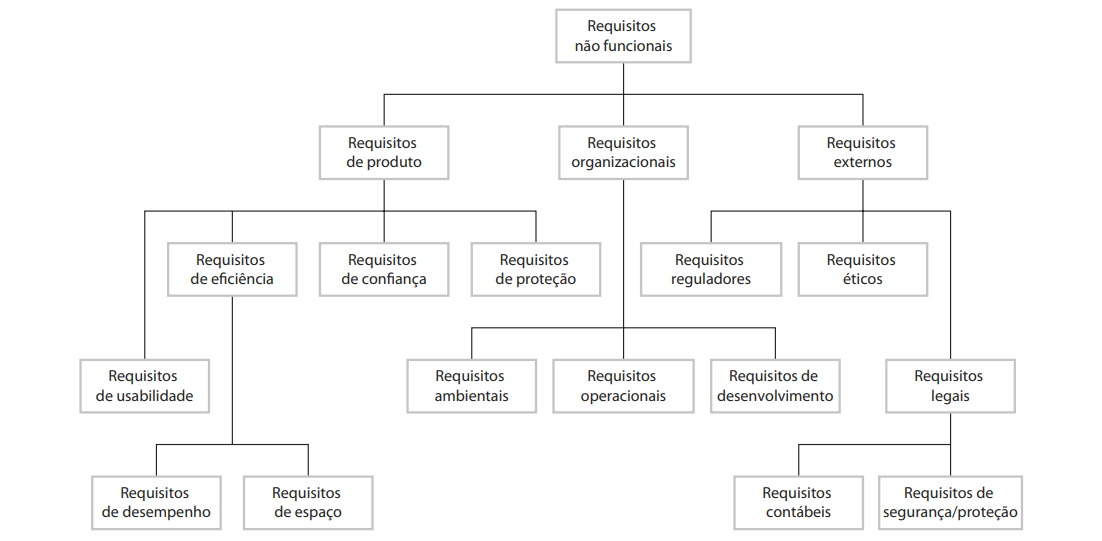 Requisitos
não funcionais
Requisitos
de produto
Requisitos
organizacionais
Requisitos
externos
Requisitos
de eficiência
Requisitos
de confiança
Requisitos
de proteção
Requisitos
reguladores
Requisitos
éticos
Requisitos
de usabilidade
Requisitos
ambientais
Requisitos
operacionais
Requisitos de
desenvolvimento
Requisitos
legais
Requisitos
de desempenho
Requisitos
de espaço
Requisitos
contábeis
Requisitos de
segurança/proteção